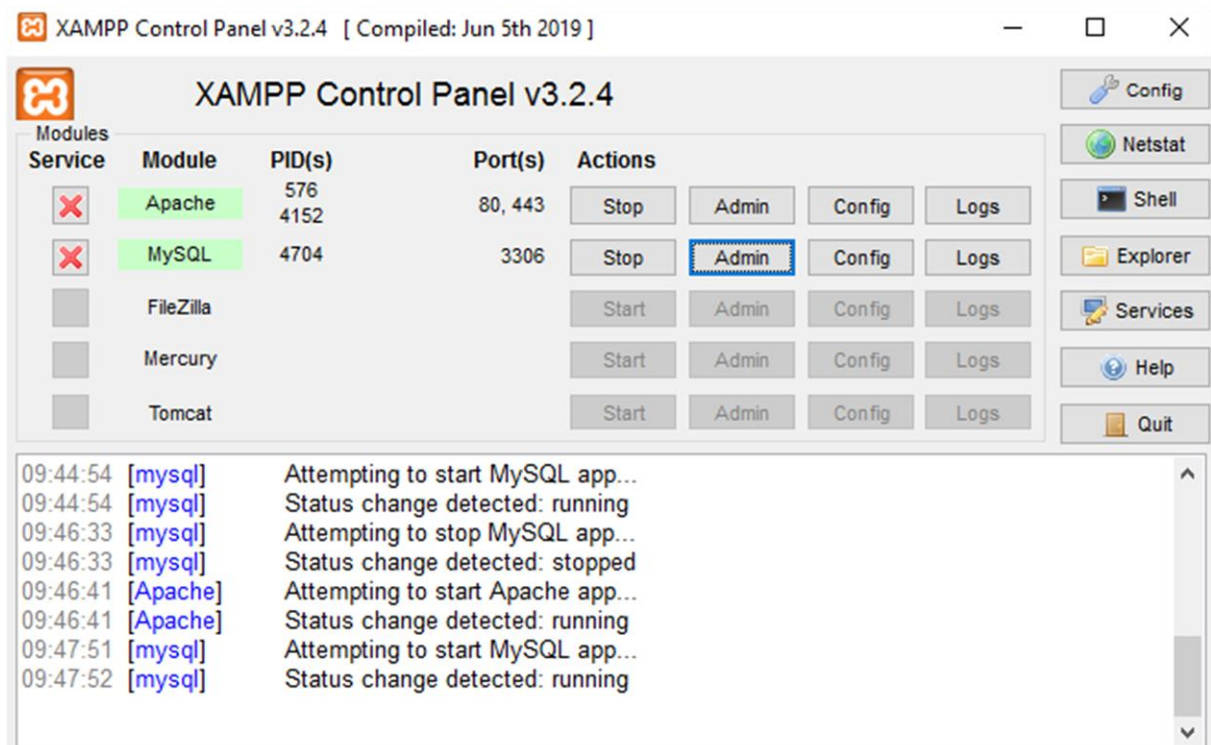 XAMPP Control Panel v3.2.4 [ Compiled: Jun 5th 2019 ]
XAMPP Control Panel v3.2.4
Config
Modules
Service Module PID(s) Port(s) Actions
Netstat
Apache 576 4152 80, 443 Stop Admin Config Logs
Shell
MySQL 4704 3306 Stop Admin Config Logs
Explorer
FileZilla Start Admin Config Logs
Services
Mercury Start Admin Config Logs
Help
Tomcat Start Admin Config Logs
Quit
09:44:54 [mysql] Attempting to start MySQL app...
09:44:54 [mysql] Status change detected: running
09:46:33 [mysql] Attempting to stop MySQL app...
09:46:33 [mysql] Status change detected: stopped
09:46:41 [Apache] Attempting to start Apache app...
09:46:41 [Apache] Status change detected: running
09:47:51 [mysql] Attempting to start MySQL app...
09:47:52 [mysql] Status change detected: running